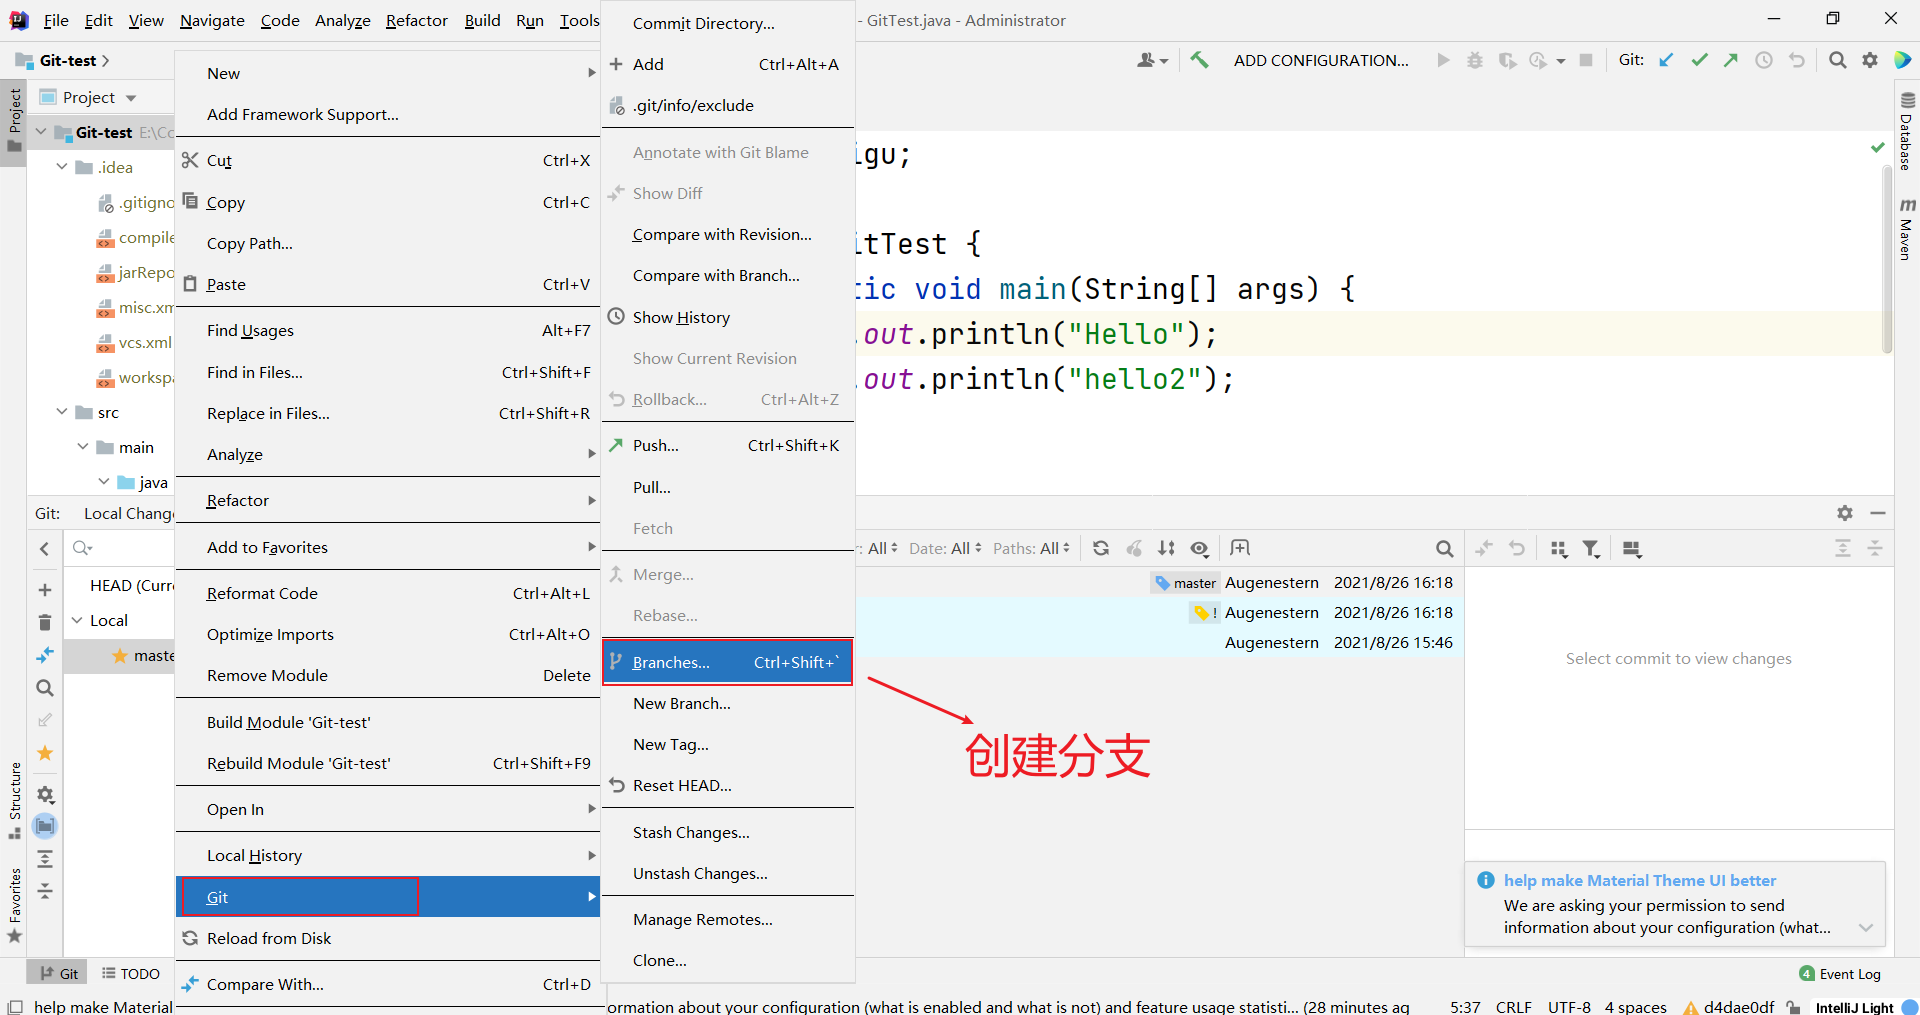 File Edit View Navigate Code Analyze Refactor Build Run Tools - GitTest.java - Administrator
Git-test
ADD CONFIGURATION...
Git:
Project
Project
Git-test E:\Co
.idea
.gitigno
compile
jarRepo
misc.xm
vcs.xml
workspa
src
main
java
New
Add Framework Support...
Cut Ctrl+X
Copy Ctrl+C
Copy Path...
Paste Ctrl+V
Find Usages Alt+F7
Find in Files... Ctrl+Shift+F
Replace in Files... Ctrl+Shift+R
Analyze
Refactor
Add to Favorites
Reformat Code Ctrl+Alt+L
Optimize Imports Ctrl+Alt+O
Remove Module Delete
Build Module 'Git-test'
Rebuild Module 'Git-test' Ctrl+Shift+F9
Open In
Local History
Git
Reload from Disk
Compare With... Ctrl+D
Commit Directory...
Add Ctrl+Alt+A
.git/info/exclude
Annotate with Git Blame
Show Diff
Compare with Revision...
Compare with Branch...
Show History
Show Current Revision
Rollback... Ctrl+Alt+Z
Push... Ctrl+Shift+K
Pull...
Fetch
Merge...
Rebase...
Branches... Ctrl+Shift+`
New Branch...
New Tag...
Reset HEAD...
Stash Changes...
Unstash Changes...
Manage Remotes...
Clone...
创建分支
igu;
itTest {
tic void main(String[] args) {
.out.println("Hello");
.out.println("hello2");
Database
Maven
Git: Local Chang
HEAD (Curre
Local
maste
r: All Date: All Paths: All
master Augenestern 2021/8/26 16:18
! Augenestern 2021/8/26 16:18
Augenestern 2021/8/26 15:46
Select commit to view changes
help make Material Theme UI better
We are asking your permission to send
information about your configuration (what...
Structure
Favorites
Git TODO
4 Event Log
help make Material
ormation about your configuration (what is enabled and what is not) and feature usage statisti... (28 minutes ag 5:37 CRLF UTF-8 4 spaces d4dae0df IntelliJ Light